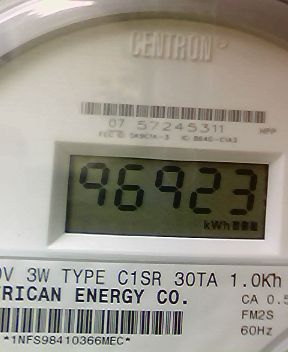 CENTRON
07 57245311
HPP
96923
kWh
0V 3W TYPE C1SR 30TA 1.0Kh
RICAN ENERGY CO.
CA 0.5
FM2S
60Hz
*1NFS98410366MEC*